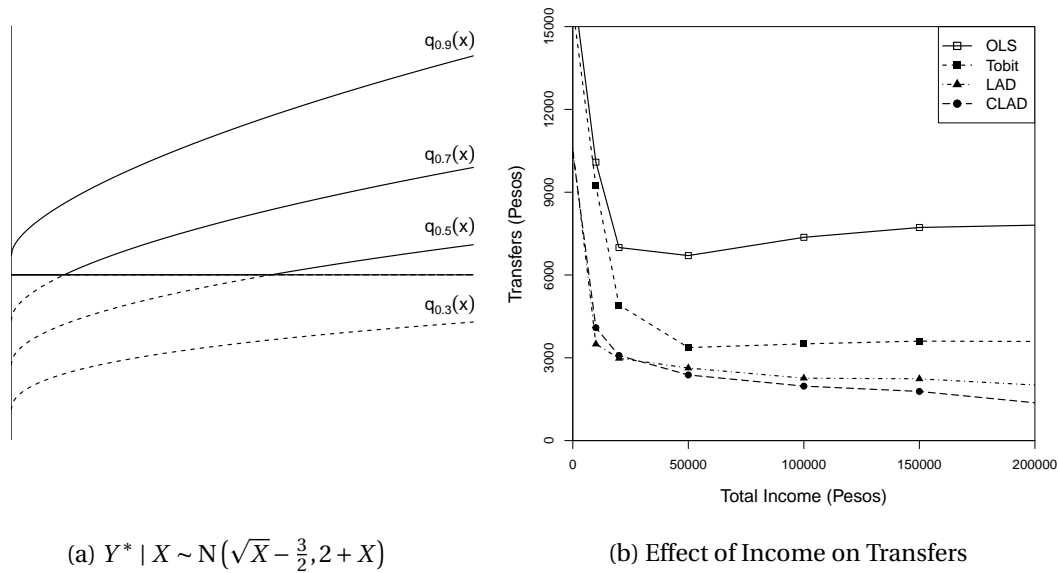 q0.9(x)
q0.7(x)
q0.5(x)
q0.3(x)
(a) Y* | X ~ N(√X − 3/2, 2 + X)
15000
12000
9000
6000
3000
0
Transfers (Pesos)
OLS
Tobit
LAD
CLAD
0 50000 100000 150000 200000
Total Income (Pesos)
(b) Effect of Income on Transfers